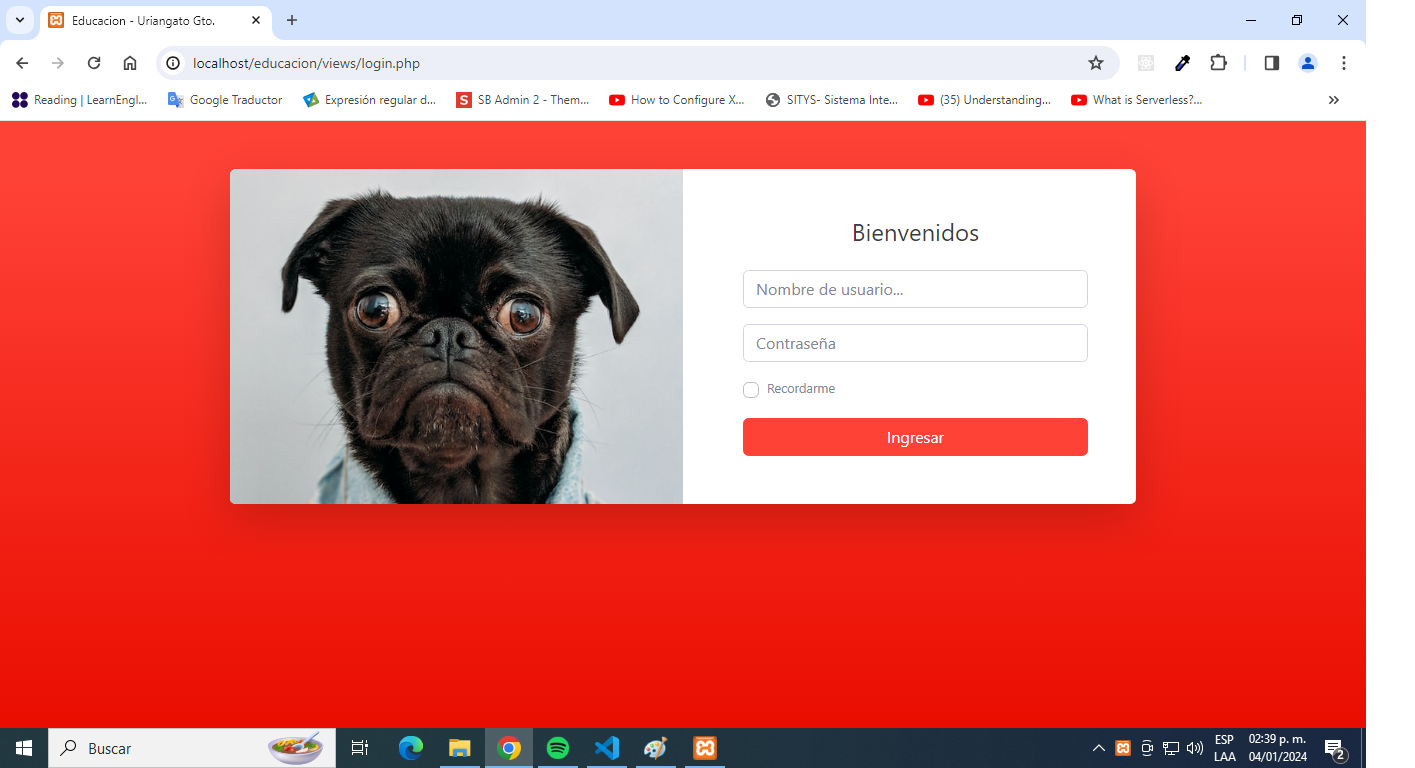 Educacion - Uriangato Gto.
localhost/educacion/views/login.php
Reading | LearnEngl...
Google Traductor
Expresión regular d...
SB Admin 2 - Them...
How to Configure X...
SITYS- Sistema Inte...
(35) Understanding...
What is Serverless?...
Bienvenidos
Nombre de usuario...
Contraseña
Recordarme
Ingresar
Buscar
ESP
LAA
02:39 p. m.
04/01/2024
2